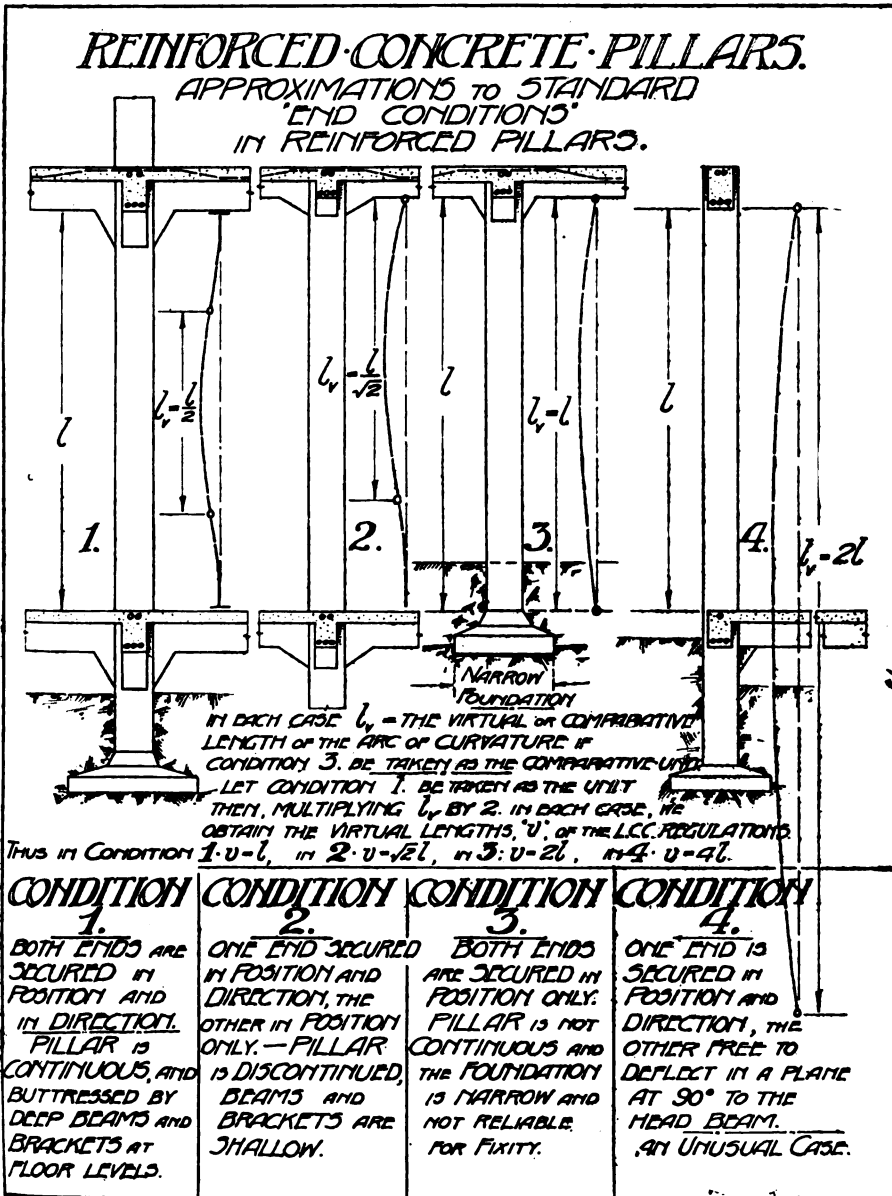 REINFORCED·CONCRETE·PILLARS.
APPROXIMATIONS TO STANDARD
"END CONDITIONS"
IN REINFORCED PILLARS.
l
lᵥ = l/2
1.
lᵥ = l/√2
2.
l
lᵥ = l
3.
l
4.
lᵥ = 2l
NARROW
FOUNDATION
IN EACH CASE lᵥ = THE VIRTUAL OR COMPARATIVE
LENGTH OF THE ARC OF CURVATURE IF
CONDITION 3. BE TAKEN AS THE COMPARATIVE UNIT.
LET CONDITION 1. BE TAKEN AS THE UNIT
THEN, MULTIPLYING lᵥ BY 2. IN EACH CASE, WE
OBTAIN THE VIRTUAL LENGTHS, "U", OF THE L.C.C. REGULATIONS.
THUS IN CONDITION 1· U=l, IN 2· U=√2l, IN 3: U=2l, IN 4· U=4l.
CONDITION
1.
BOTH ENDS ARE
SECURED IN
POSITION AND
IN DIRECTION.
PILLAR IS
CONTINUOUS, AND
BUTTRESSED BY
DEEP BEAMS AND
BRACKETS AT
FLOOR LEVELS.
CONDITION
2.
ONE END SECURED
IN POSITION AND
DIRECTION, THE
OTHER IN POSITION
ONLY.—PILLAR
IS DISCONTINUED,
BEAMS AND
BRACKETS ARE
SHALLOW.
CONDITION
3.
BOTH ENDS
ARE SECURED IN
POSITION ONLY:
PILLAR IS NOT
CONTINUOUS AND
THE FOUNDATION
IS NARROW AND
NOT RELIABLE
FOR FIXITY.
CONDITION
4.
ONE END IS
SECURED IN
POSITION AND
DIRECTION, THE
OTHER FREE TO
DEFLECT IN A PLANE
AT 90° TO THE
HEAD BEAM.
AN UNUSUAL CASE.